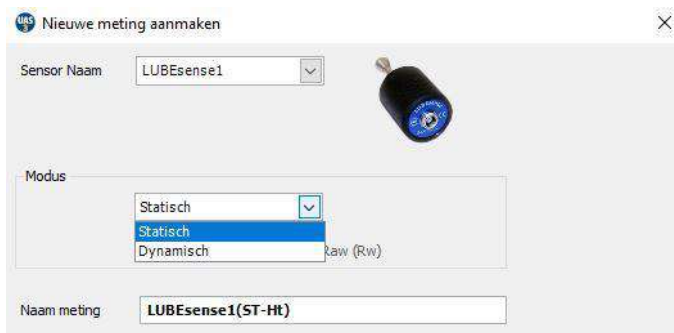 Nieuwe meting aanmaken
Sensor Naam LUBEsense1
Modus
Statisch
Statisch
Dynamisch Raw (Rw)
Naam meting LUBEsense1(ST-Ht)